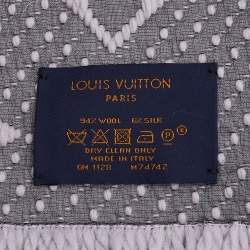 LOUIS VUITTON
PARIS
94% WOOL 6% SILK
P
DRY CLEAN ONLY
MADE IN ITALY
GM 1128 M74742